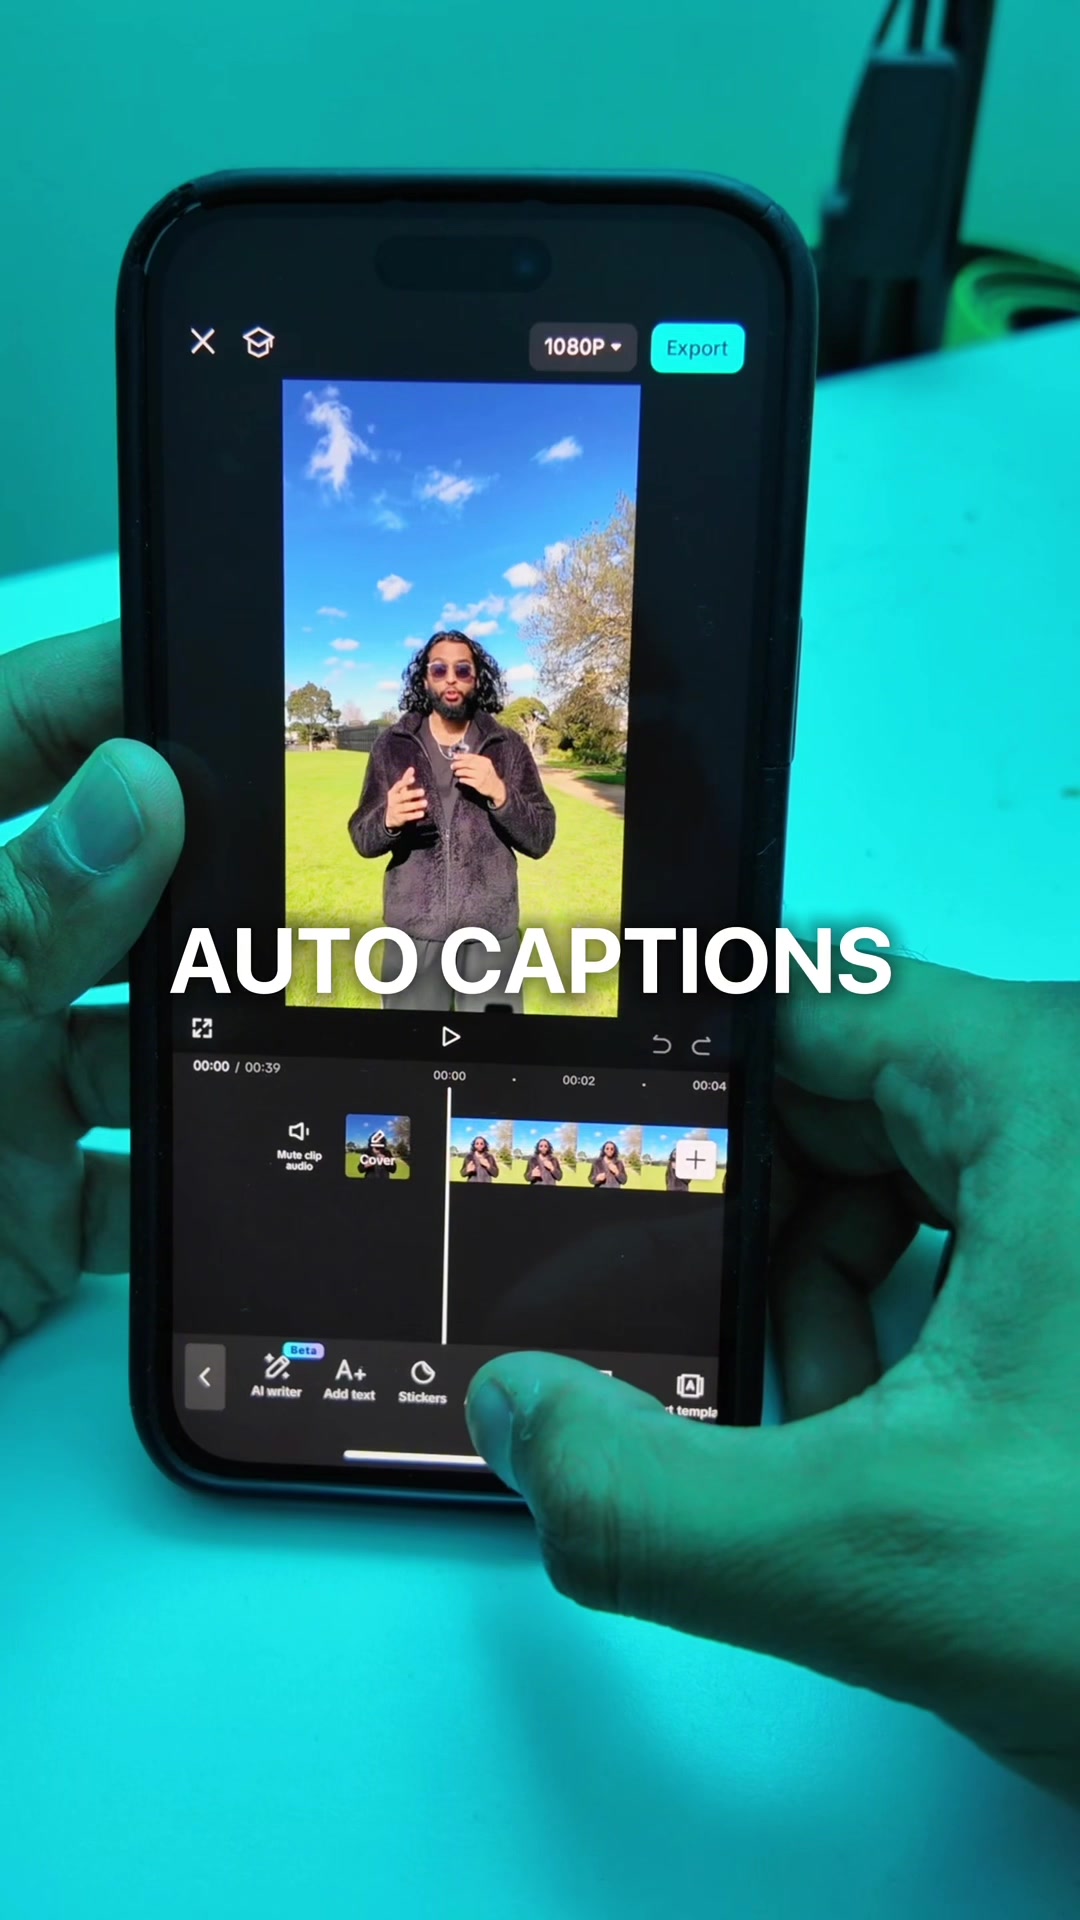 1080P
Export
AUTO CAPTIONS
00:00 / 00:39
00:00
00:02
00:04
Mute clip
audio
Cover
Beta
AI writer
Add text
Stickers